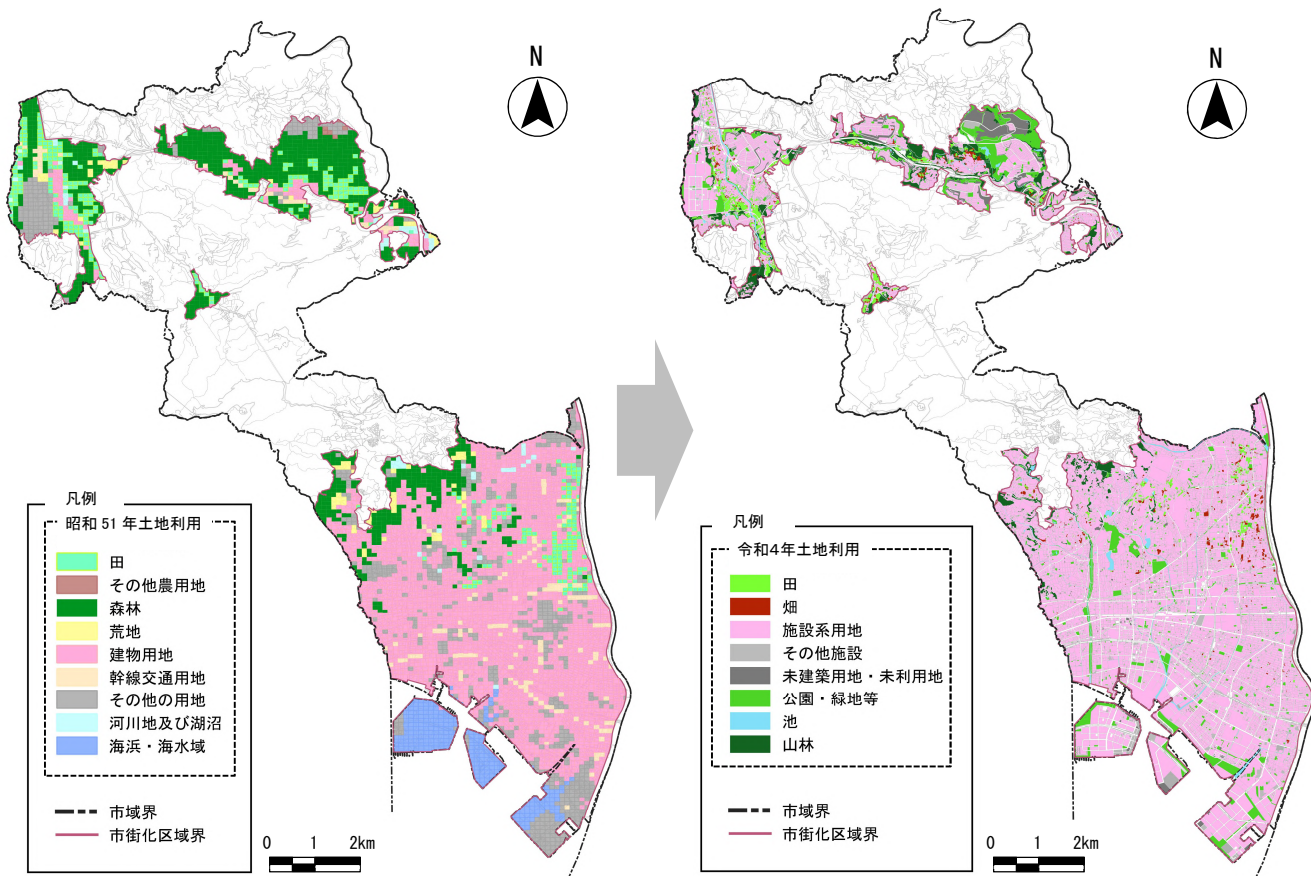 N
凡例
昭和51年土地利用
田
その他農用地
森林
荒地
建物用地
幹線交通用地
その他の用地
河川地及び湖沼
海浜・海水域
市域界
市街化区域界
0 1 2km
N
凡例
令和4年土地利用
田
畑
施設系用地
その他施設
未建築用地・未利用地
公園・緑地等
池
山林
市域界
市街化区域界
0 1 2km